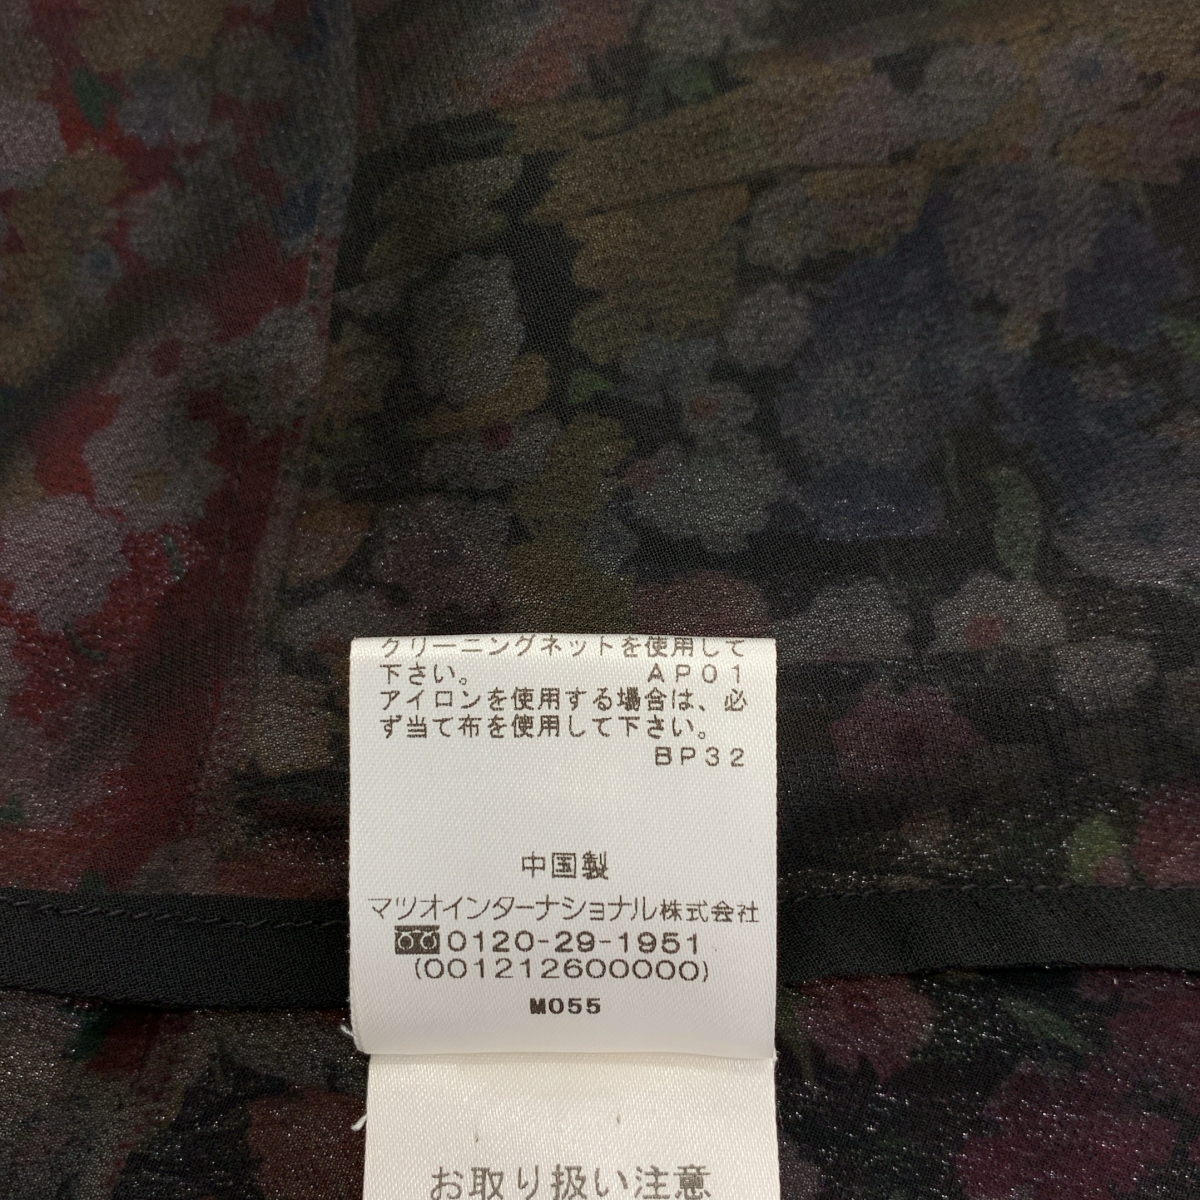 クリーニングネットを使用して
下さい。 AP01
アイロンを使用する場合は、必
ず当て布を使用して下さい。
BP32
中国製
マツオインターナショナル株式会社
0120-29-1951
(001212600000)
M055
お取り扱い注意